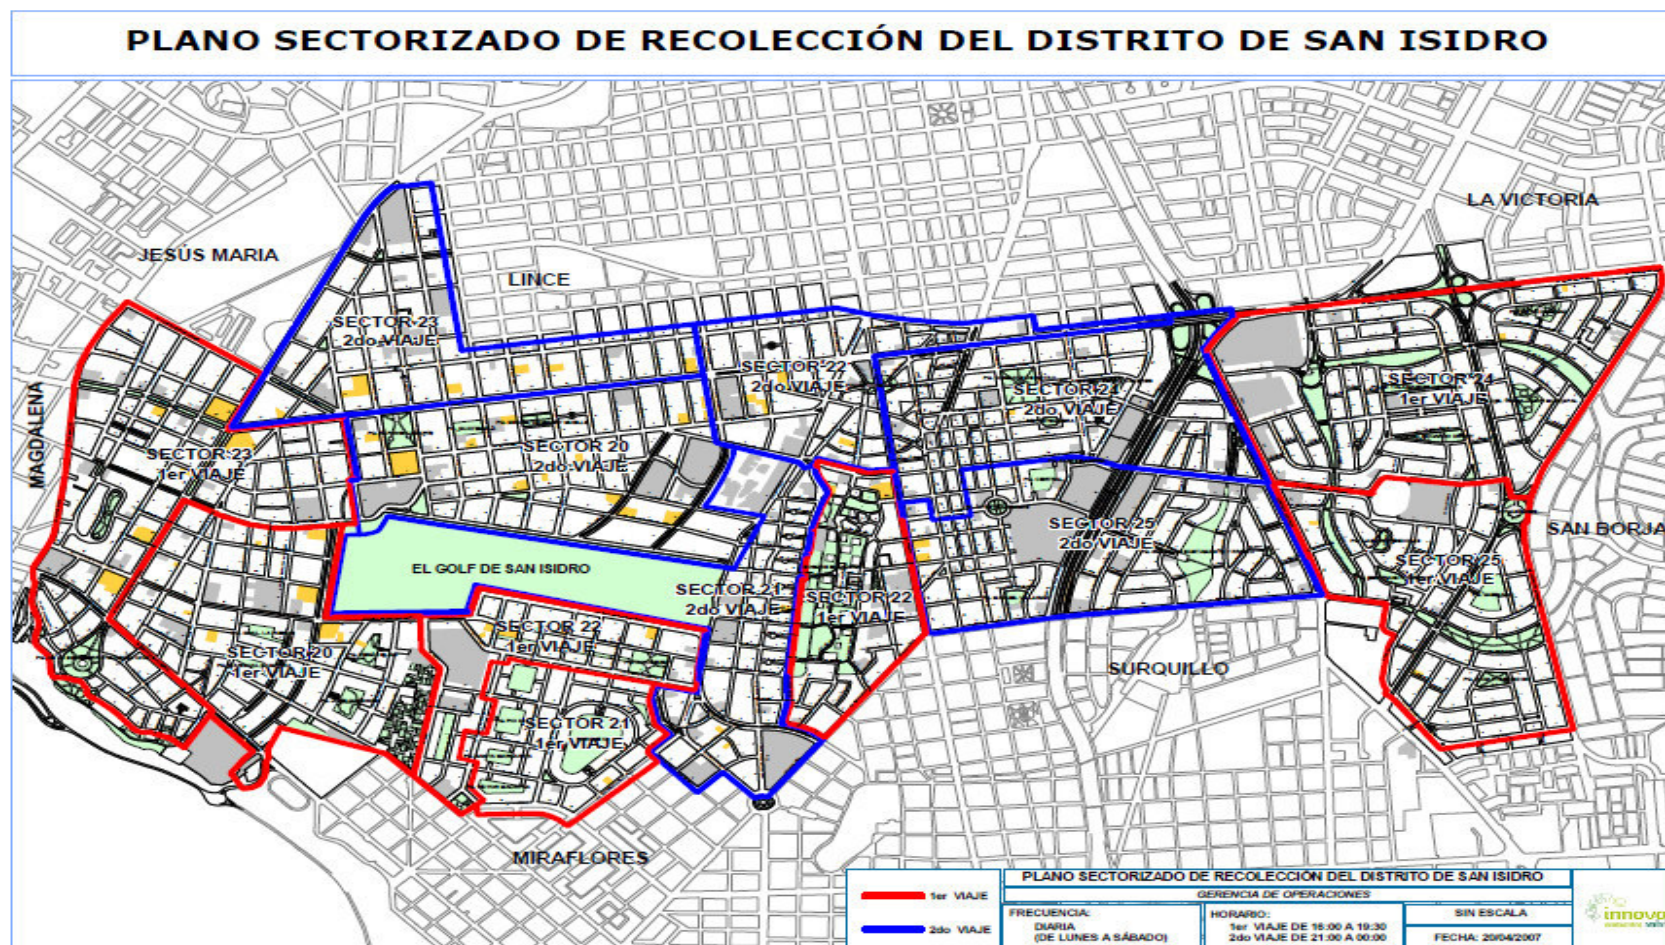 PLANO SECTORIZADO DE RECOLECCIÓN DEL DISTRITO DE SAN ISIDRO
LA VICTORIA
JESÚS MARIA
LINCE
SECTOR 23
2do VIAJE
SECTOR 22
2do VIAJE
SECTOR 24
2do VIAJE
SECTOR 24
1er VIAJE
MAGDALENA
SECTOR 23
1er VIAJE
SECTOR 20
2do VIAJE
SECTOR 25
2do VIAJE
SAN BORJA
EL GOLF DE SAN ISIDRO
SECTOR 21
2do VIAJE
SECTOR 22
1er VIAJE
SECTOR 25
1er VIAJE
SECTOR 22
1er VIAJE
SECTOR 20
1er VIAJE
SURQUILLO
SECTOR 21
1er VIAJE
MIRAFLORES
1er VIAJE
2do VIAJE
PLANO SECTORIZADO DE RECOLECCIÓN DEL DISTRITO DE SAN ISIDRO
GERENCIA DE OPERACIONES
FRECUENCIA:
DIARIA
(DE LUNES A SÁBADO)
HORARIO:
1er VIAJE DE 15:00 A 19:30
2do VIAJE DE 21:00 A 00:00
SIN ESCALA
FECHA: 20/04/2007
innova